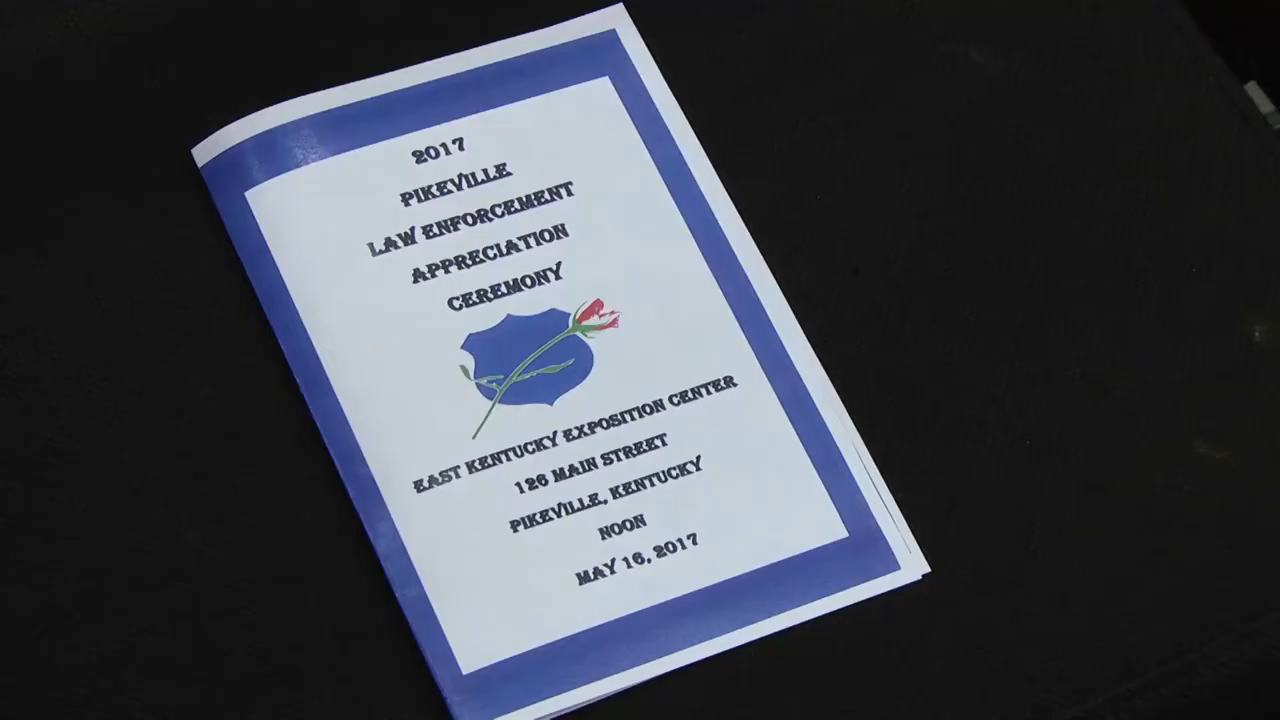 2017
PIKEVILLE
LAW ENFORCEMENT
APPRECIATION
CEREMONY
EAST KENTUCKY EXPOSITION CENTER
126 MAIN STREET
PIKEVILLE, KENTUCKY
NOON
MAY 16, 2017